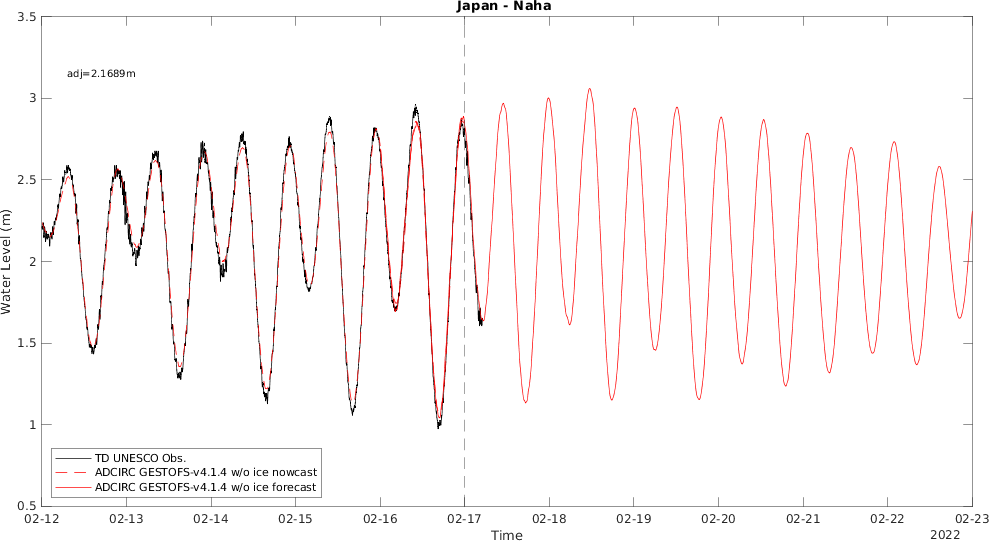 Japan - Naha
3.5
3
2.5
2
1.5
1
0.5
Water Level (m)
adj=2.1689m
TD UNESCO Obs.
ADCIRC GESTOFS-v4.1.4 w/o ice nowcast
ADCIRC GESTOFS-v4.1.4 w/o ice forecast
02-12 02-13 02-14 02-15 02-16 02-17 02-18 02-19 02-20 02-21 02-22 02-23
Time
2022